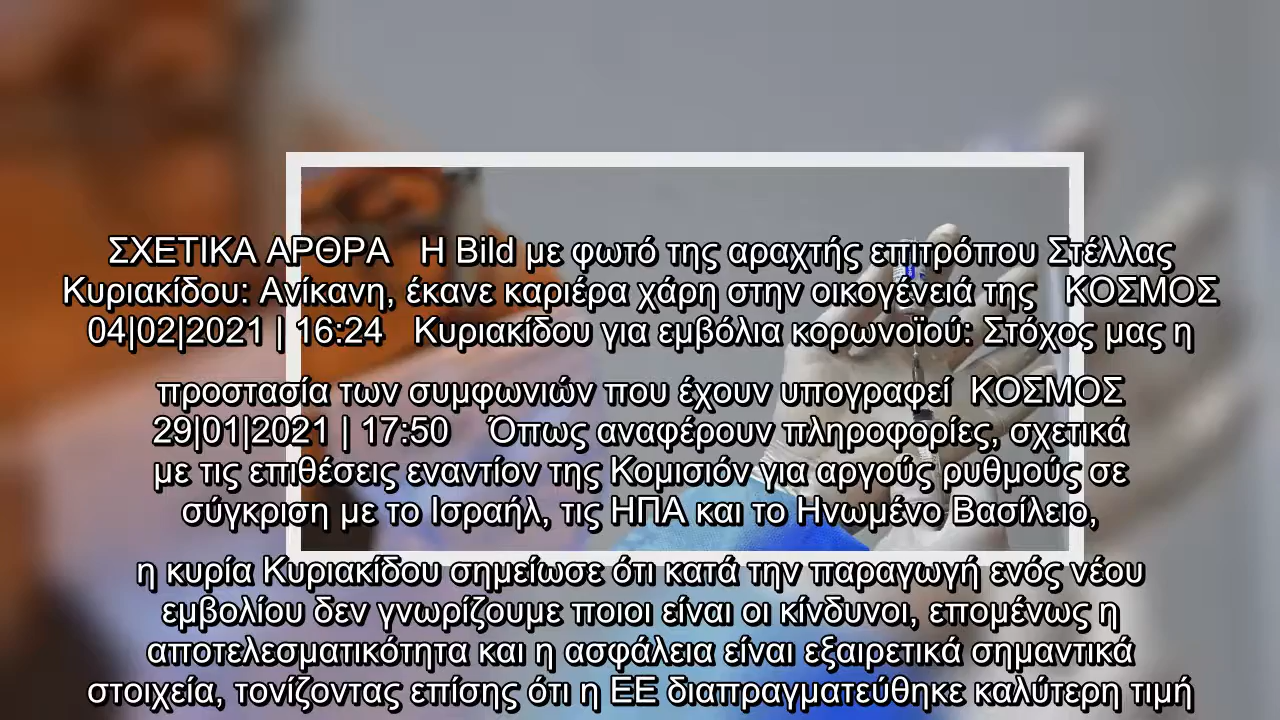 ΣΧΕΤΙΚΑ ΑΡΘΡΑ Η Bild με φωτό της αραχτής επιτρόπου Στέλλας
Κυριακίδου: Ανίκανη, έκανε καριέρα χάρη στην οικογένειά της ΚΟΣΜΟΣ
04|02|2021 | 16:24 Κυριακίδου για εμβόλια κορωνοϊού: Στόχος μας η
προστασία των συμφωνιών που έχουν υπογραφεί ΚΟΣΜΟΣ
29|01|2021 | 17:50 Όπως αναφέρουν πληροφορίες, σχετικά
με τις επιθέσεις εναντίον της Κομισιόν για αργούς ρυθμούς σε
σύγκριση με το Ισραήλ, τις ΗΠΑ και το Ηνωμένο Βασίλειο,
η κυρία Κυριακίδου σημείωσε ότι κατά την παραγωγή ενός νέου
εμβολίου δεν γνωρίζουμε ποιοι είναι οι κίνδυνοι, επομένως η
αποτελεσματικότητα και η ασφάλεια είναι εξαιρετικά σημαντικά
στοιχεία, τονίζοντας επίσης ότι η ΕΕ διαπραγματεύθηκε καλύτερη τιμή